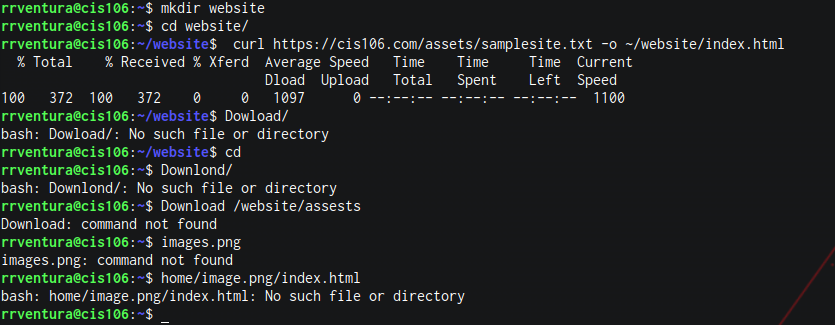 rrventura@cis106:~$ mkdir website
rrventura@cis106:~$ cd website/
rrventura@cis106:~/website$  curl https://cis106.com/assets/samplesite.txt -o ~/website/index.html
  % Total    % Received % Xferd  Average Speed   Time    Time     Time  Current
                                 Dload  Upload   Total   Spent    Left  Speed
100   372  100   372    0     0   1097      0 --:--:-- --:--:-- --:--:--  1100
rrventura@cis106:~/website$ Dowload/
bash: Dowload/: No such file or directory
rrventura@cis106:~/website$ cd
rrventura@cis106:~$ Downlond/
bash: Downlond/: No such file or directory
rrventura@cis106:~$ Download /website/assests
Download: command not found
rrventura@cis106:~$ images.png
images.png: command not found
rrventura@cis106:~$ home/image.png/index.html
bash: home/image.png/index.html: No such file or directory
rrventura@cis106:~$ _